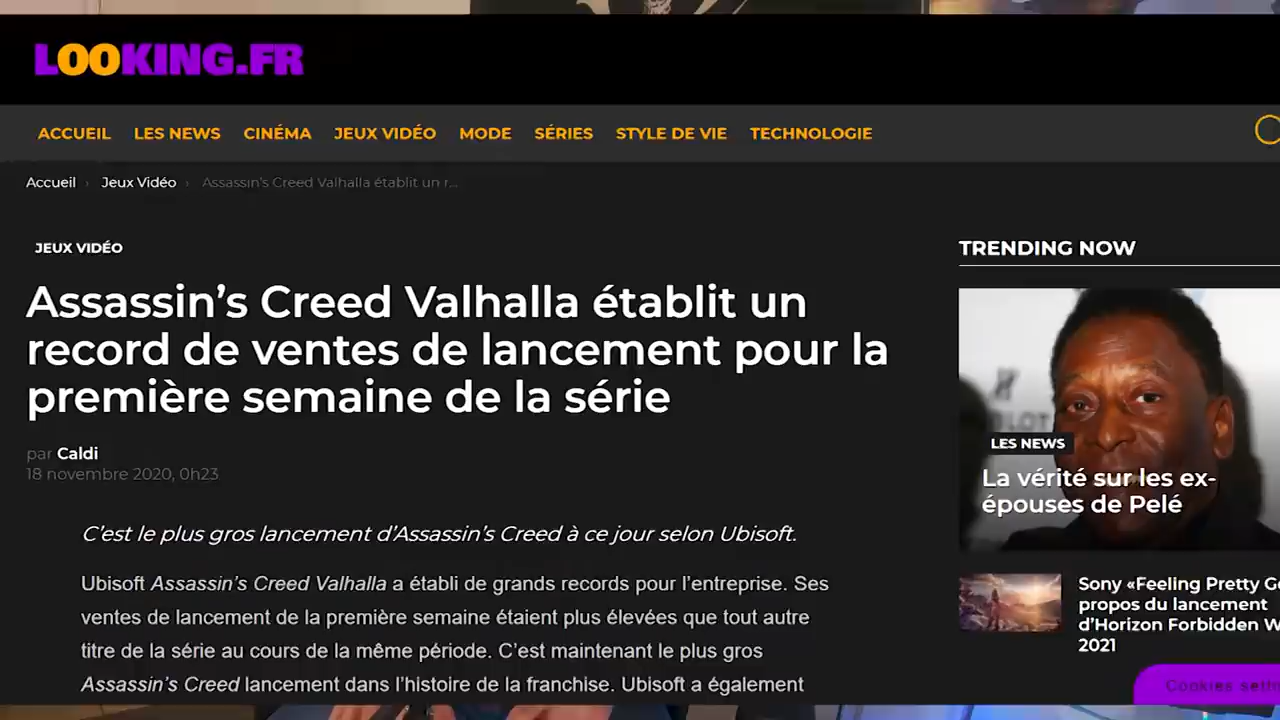 LOOKING.FR
ACCUEIL LES NEWS CINÉMA JEUX VIDÉO MODE SÉRIES STYLE DE VIE TECHNOLOGIE
Accueil › Jeux Vidéo › Assassin's Creed Valhalla établit un r...
JEUX VIDÉO
Assassin's Creed Valhalla établit un
record de ventes de lancement pour la
première semaine de la série
par Caldi
18 novembre 2020, 0h23
C'est le plus gros lancement d'Assassin's Creed à ce jour selon Ubisoft.
Ubisoft Assassin's Creed Valhalla a établi de grands records pour l'entreprise. Ses
ventes de lancement de la première semaine étaient plus élevées que tout autre
titre de la série au cours de la même période. C'est maintenant le plus gros
Assassin's Creed lancement dans l'histoire de la franchise. Ubisoft a également
TRENDING NOW
LES NEWS
La vérité sur les ex-
épouses de Pelé
Sony «Feeling Pretty
propos du lancement
d'Horizon Forbidden
2021
Cookies